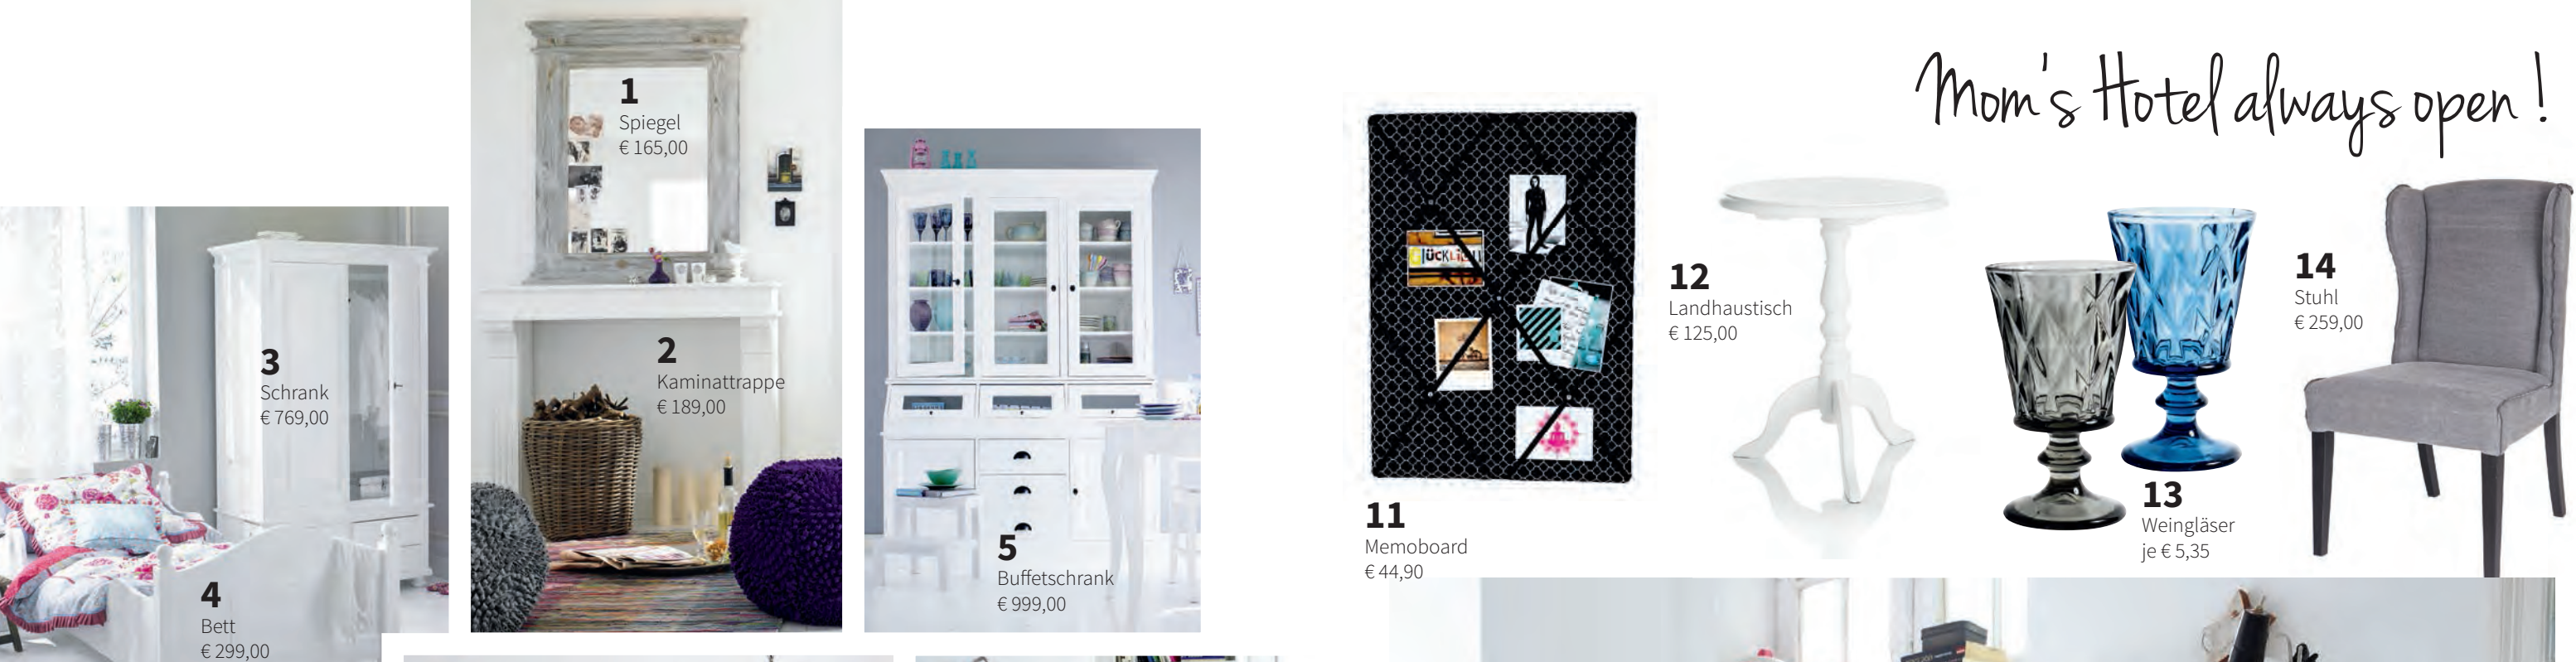 Mom's Hotel always open !
1
Spiegel
€ 165,00
2
Kaminattrappe
€ 189,00
3
Schrank
€ 769,00
4
Bett
€ 299,00
5
Buffetschrank
€ 999,00
11
Memoboard
€ 44,90
12
Landhaustisch
€ 125,00
13
Weingläser
je € 5,35
14
Stuhl
€ 259,00